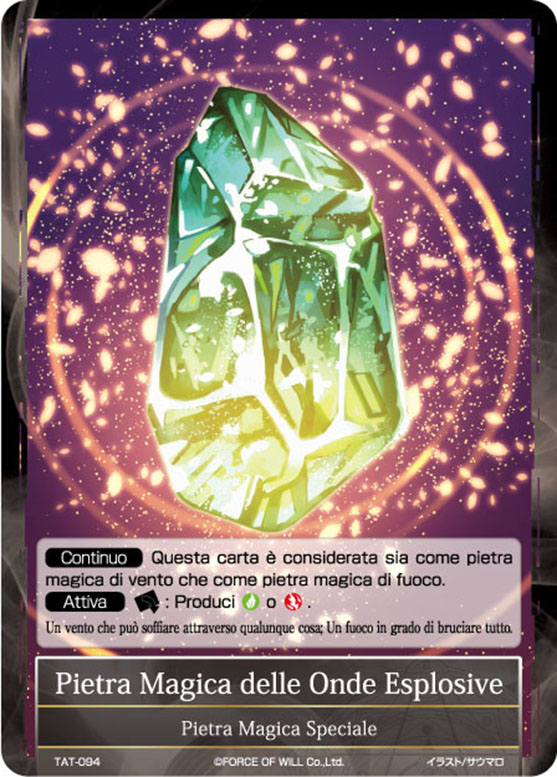 Continuo Questa carta è considerata sia come pietra
magica di vento che come pietra magica di fuoco.
Attiva : Produci o .
Un vento che può soffiare attraverso qualunque cosa; Un fuoco in grado di bruciare tutto.
Pietra Magica delle Onde Esplosive
Pietra Magica Speciale
TAT-094 ©FORCE OF WILL Co.,Ltd. イラスト/サウマロ